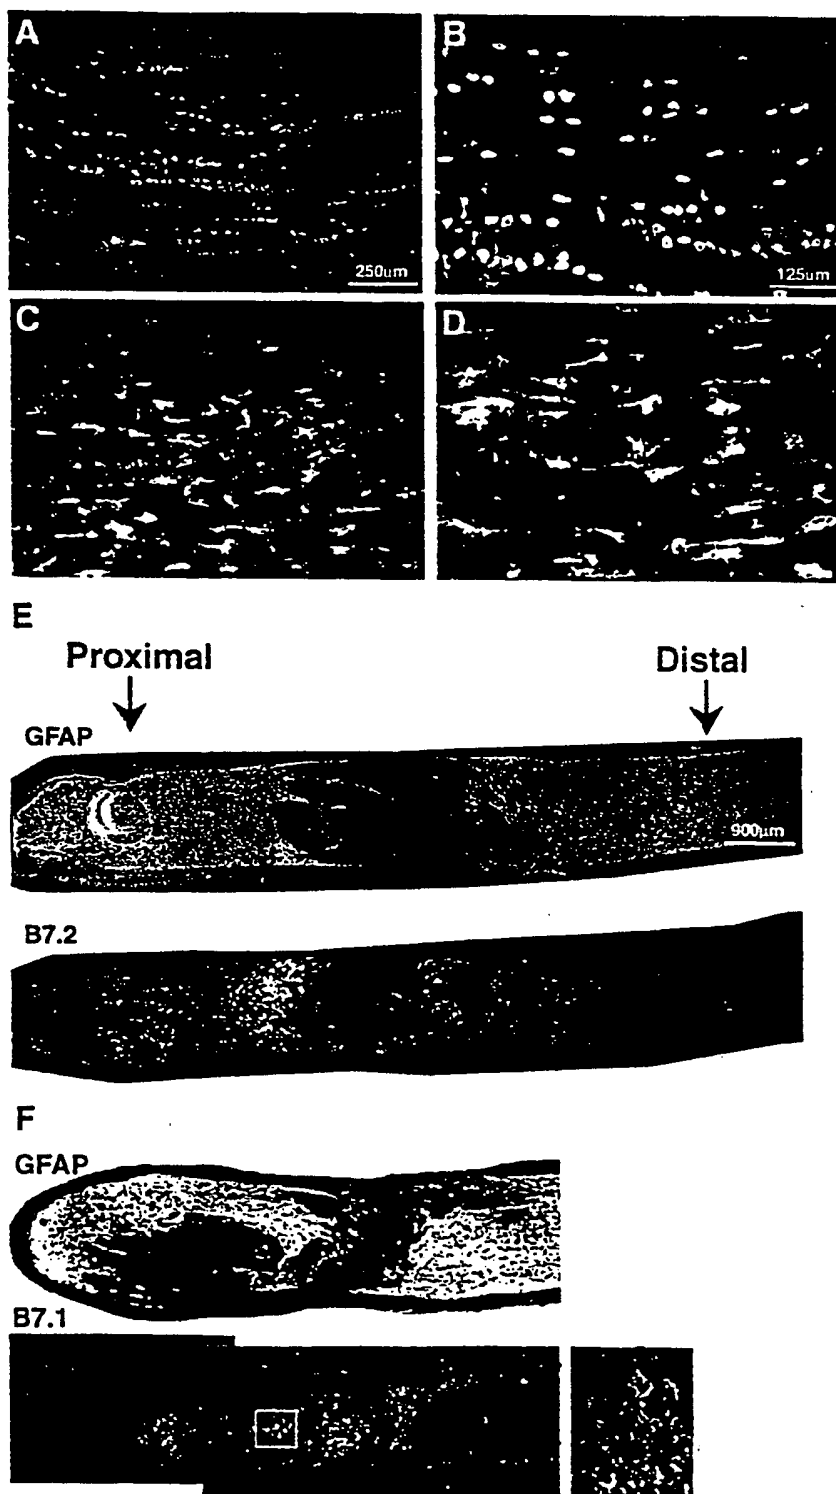 A
B
250um
125um
C
D
E
Proximal
Distal
GFAP
900μm
B7.2
F
GFAP
B7.1